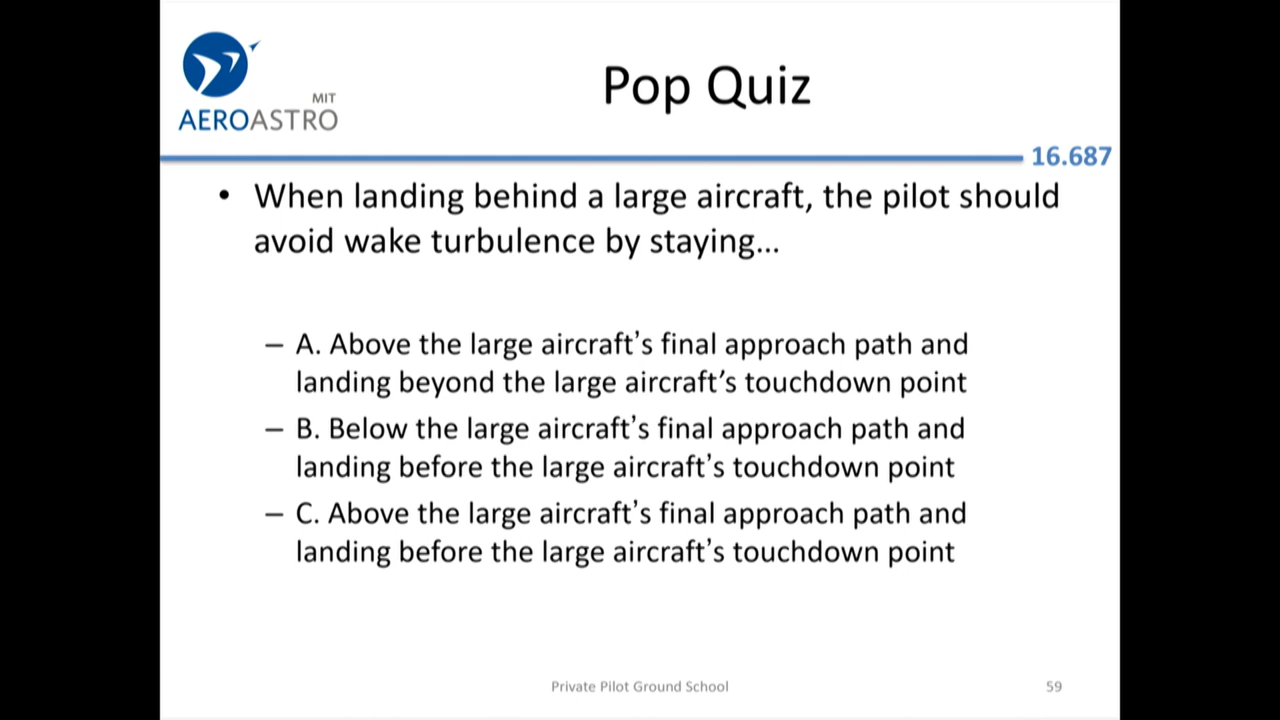 MIT
AEROASTRO
Pop Quiz
16.687
• When landing behind a large aircraft, the pilot should
avoid wake turbulence by staying…
– A. Above the large aircraft’s final approach path and
landing beyond the large aircraft’s touchdown point
– B. Below the large aircraft’s final approach path and
landing before the large aircraft’s touchdown point
– C. Above the large aircraft’s final approach path and
landing before the large aircraft’s touchdown point
Private Pilot Ground School
59